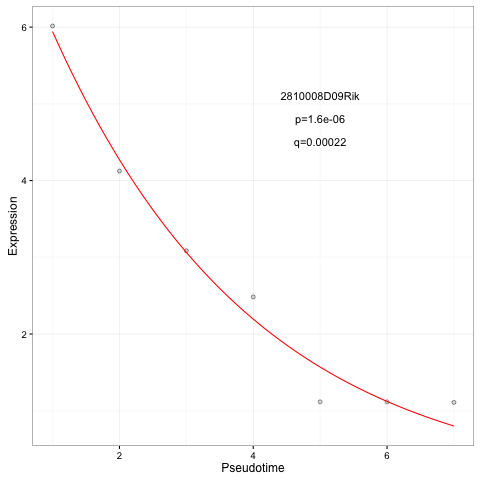 6
4
2
Expression
2810008D09Rik
p=1.6e-06
q=0.00022
2 4 6
Pseudotime